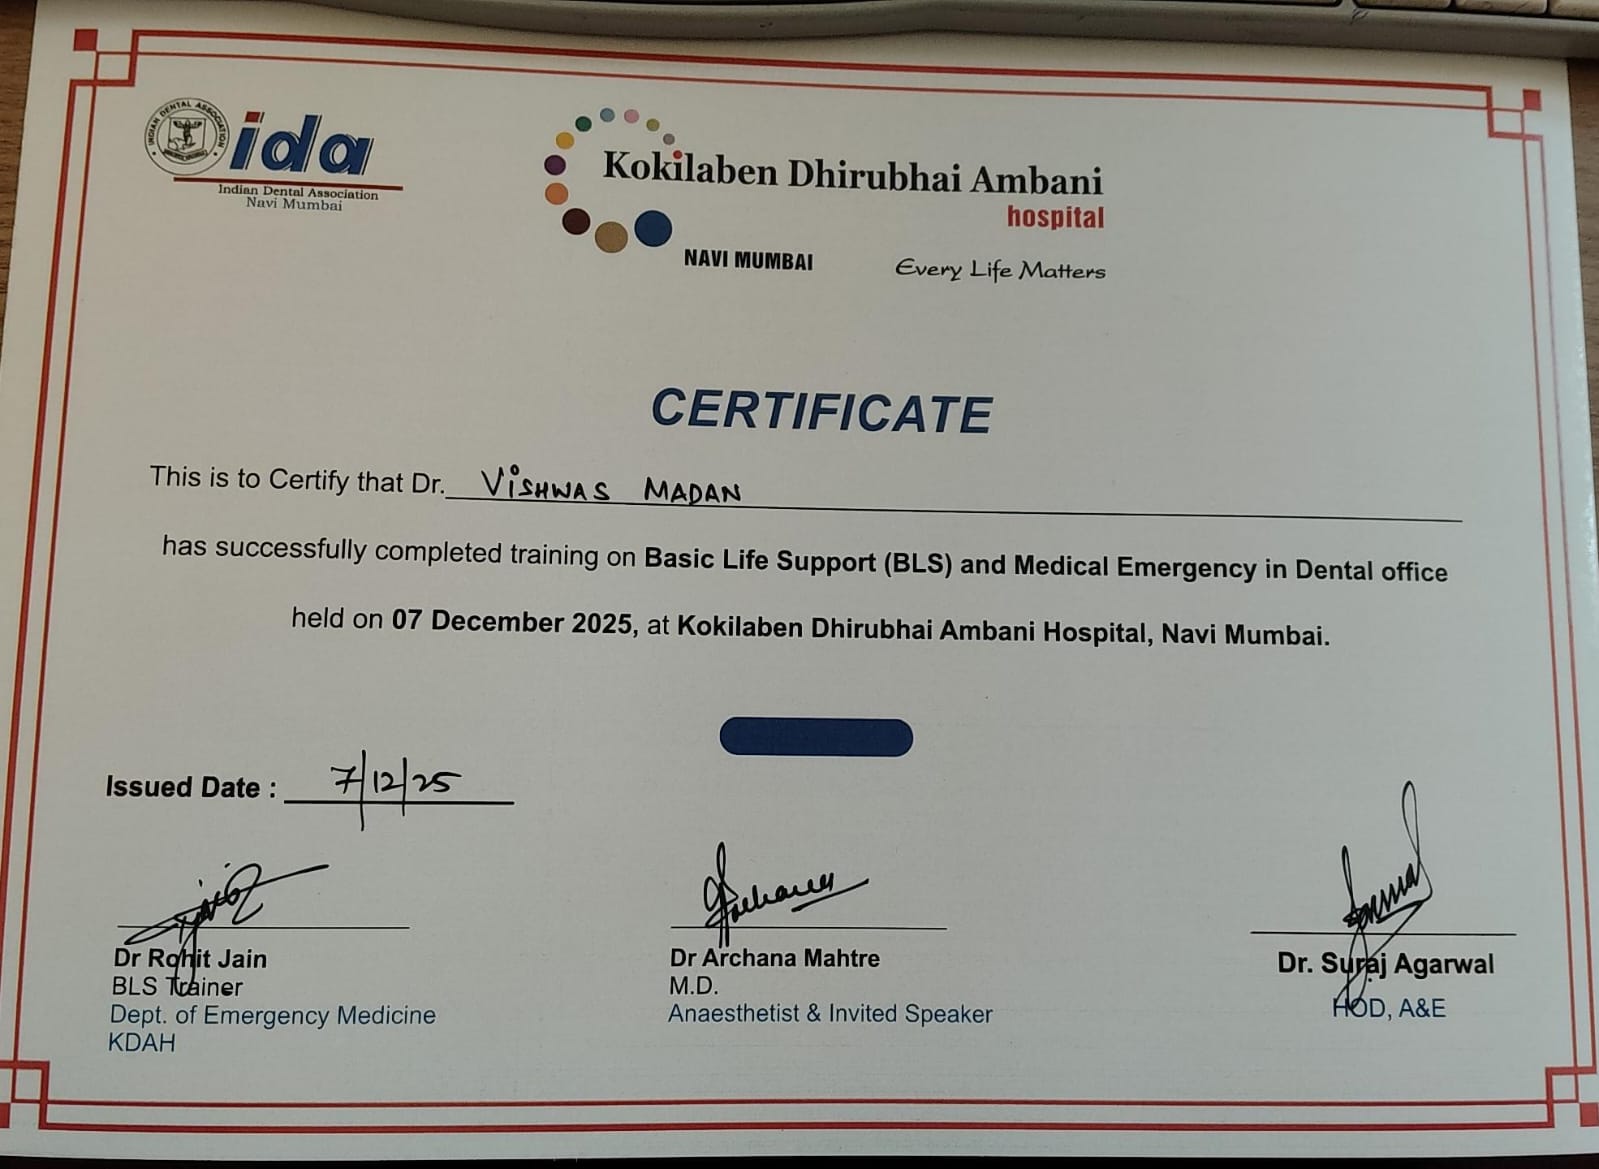 INDIAN DENTAL ASSOCIATION
ida
Indian Dental Association
Navi Mumbai
Kokilaben Dhirubhai Ambani
hospital
NAVI MUMBAI
Every Life Matters
CERTIFICATE
This is to Certify that Dr. VISHWAS MADAN
has successfully completed training on Basic Life Support (BLS) and Medical Emergency in Dental office
held on 07 December 2025, at Kokilaben Dhirubhai Ambani Hospital, Navi Mumbai.
Issued Date : 7/12/25
Dr Rohit Jain
BLS Trainer
Dept. of Emergency Medicine
KDAH
Dr Archana Mahtre
M.D.
Anaesthetist & Invited Speaker
Dr. Suraj Agarwal
HOD, A&E